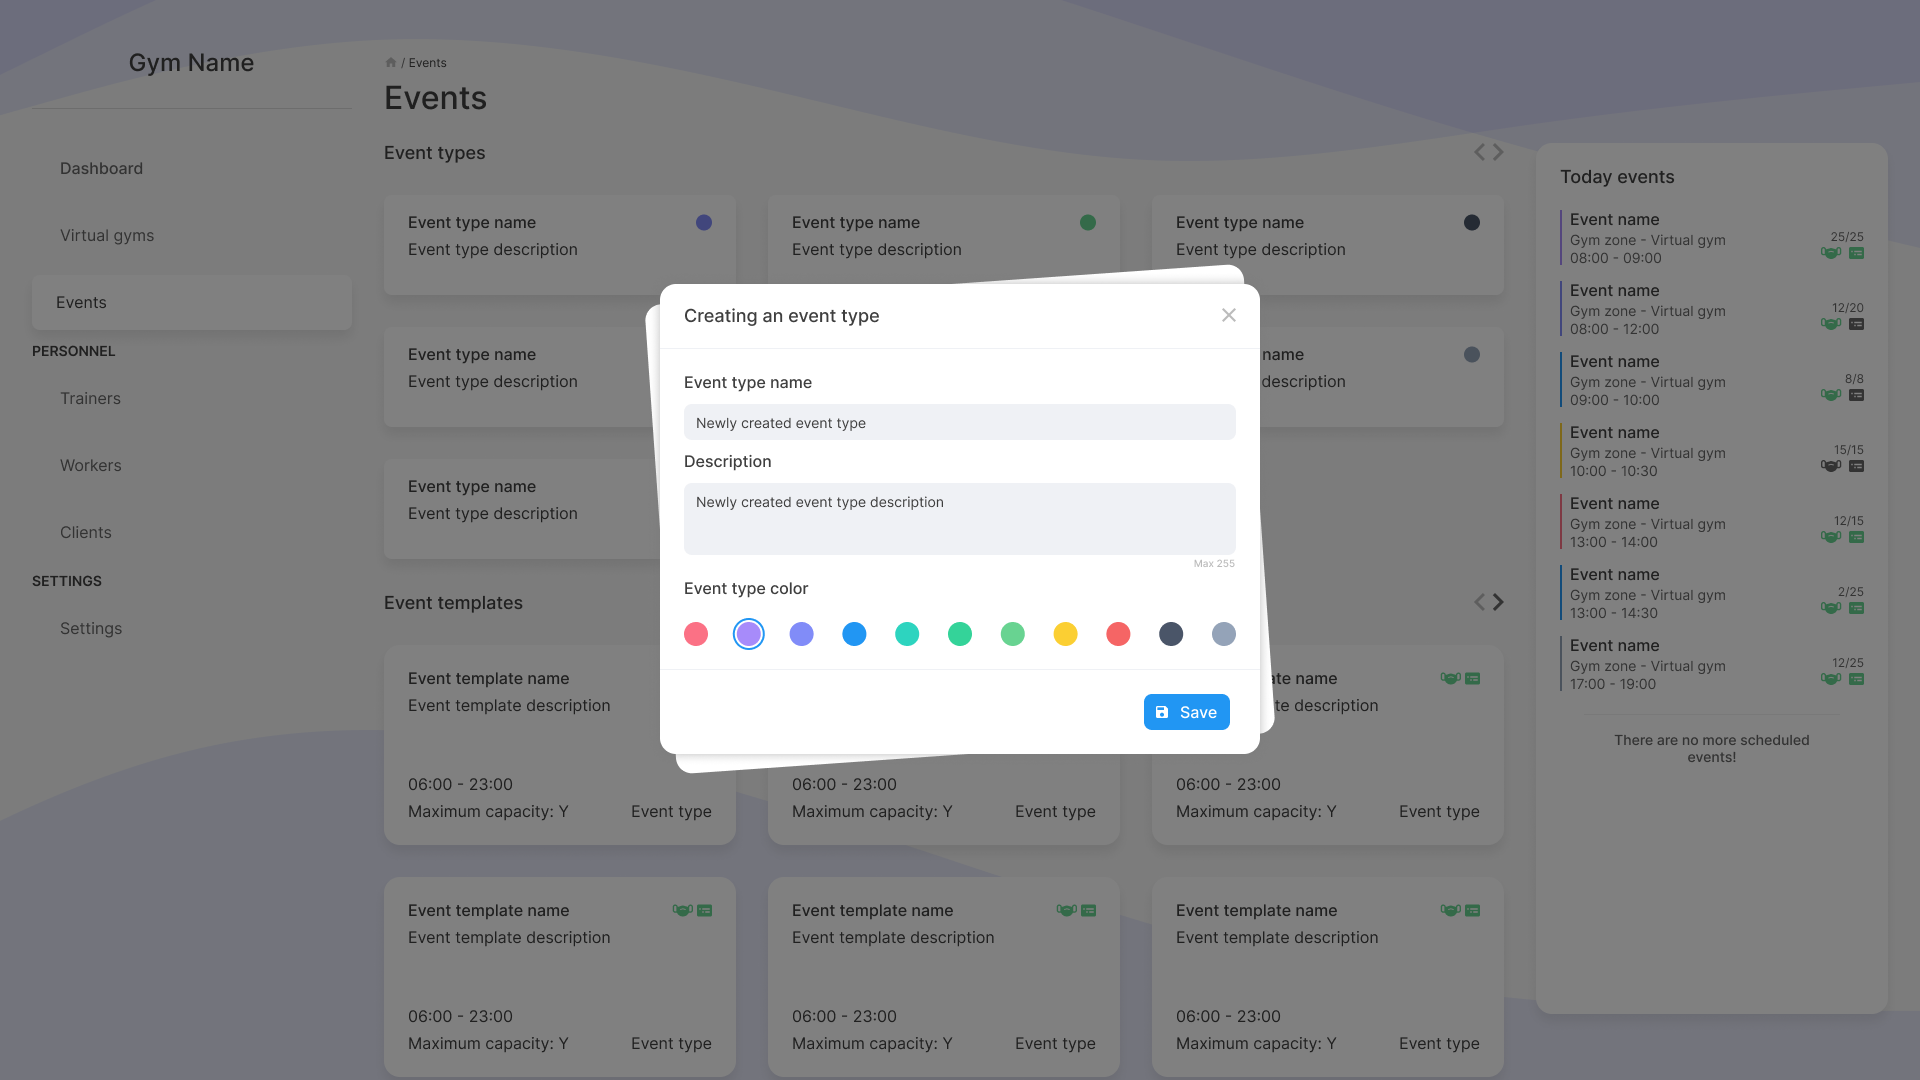 Gym Name
Dashboard
Virtual gyms
Events
PERSONNEL
Trainers
Workers
Clients
SETTINGS
Settings
/ Events
Events
Event types
Event type name
Event type description
Event type name
Event type description
Event type name
Event type description
Event type name
Event type description
name
description
Event type name
Event type description
Creating an event type
Event type name
Newly created event type
Description
Newly created event type description
Max 255
Event type color
Save
Event templates
Event template name
Event template description
06:00 - 23:00
Maximum capacity: Y Event type
06:00 - 23:00
Maximum capacity: Y Event type
ate name
te description
06:00 - 23:00
Maximum capacity: Y Event type
Event template name
Event template description
06:00 - 23:00
Maximum capacity: Y Event type
Event template name
Event template description
06:00 - 23:00
Maximum capacity: Y Event type
Event template name
Event template description
06:00 - 23:00
Maximum capacity: Y Event type
Today events
Event name
Gym zone - Virtual gym 25/25
08:00 - 09:00
Event name
Gym zone - Virtual gym 12/20
08:00 - 12:00
Event name
Gym zone - Virtual gym 8/8
09:00 - 10:00
Event name
Gym zone - Virtual gym 15/15
10:00 - 10:30
Event name
Gym zone - Virtual gym 12/15
13:00 - 14:00
Event name
Gym zone - Virtual gym 2/25
13:00 - 14:30
Event name
Gym zone - Virtual gym 12/25
17:00 - 19:00
There are no more scheduled
events!